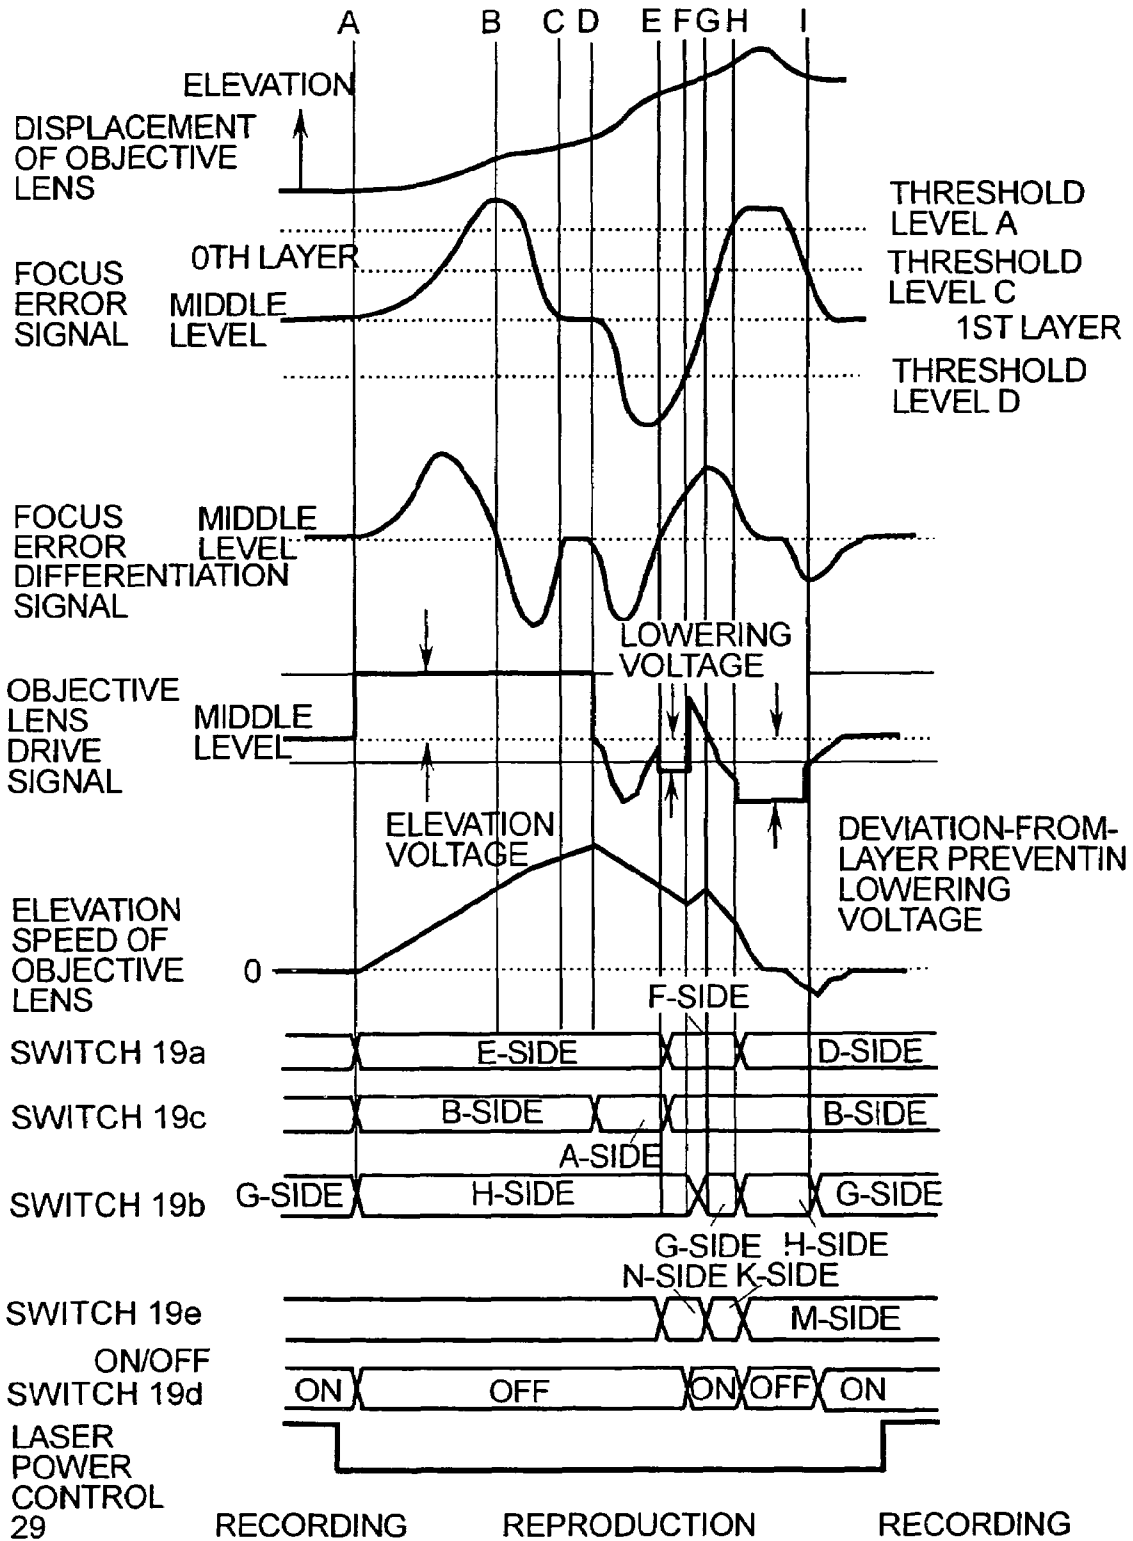 A B C D E F G H I
ELEVATION
DISPLACEMENT
OF OBJECTIVE
LENS
THRESHOLD
LEVEL A
0TH LAYER
THRESHOLD
LEVEL C
FOCUS
ERROR
SIGNAL
MIDDLE
LEVEL
1ST LAYER
THRESHOLD
LEVEL D
FOCUS
ERROR
DIFFERENTIATION
SIGNAL
MIDDLE
LEVEL
LOWERING
VOLTAGE
OBJECTIVE
LENS
DRIVE
SIGNAL
MIDDLE
LEVEL
ELEVATION
VOLTAGE
DEVIATION-FROM-
LAYER PREVENTIN
LOWERING
VOLTAGE
ELEVATION
SPEED OF
OBJECTIVE
LENS
0
F-SIDE
SWITCH 19a
E-SIDE
D-SIDE
SWITCH 19c
B-SIDE
B-SIDE
A-SIDE
SWITCH 19b
G-SIDE
H-SIDE
G-SIDE
G-SIDE H-SIDE
N-SIDE K-SIDE
SWITCH 19e
M-SIDE
ON/OFF
SWITCH 19d
ON
OFF
ON
OFF
ON
LASER
POWER
CONTROL
29
RECORDING
REPRODUCTION
RECORDING